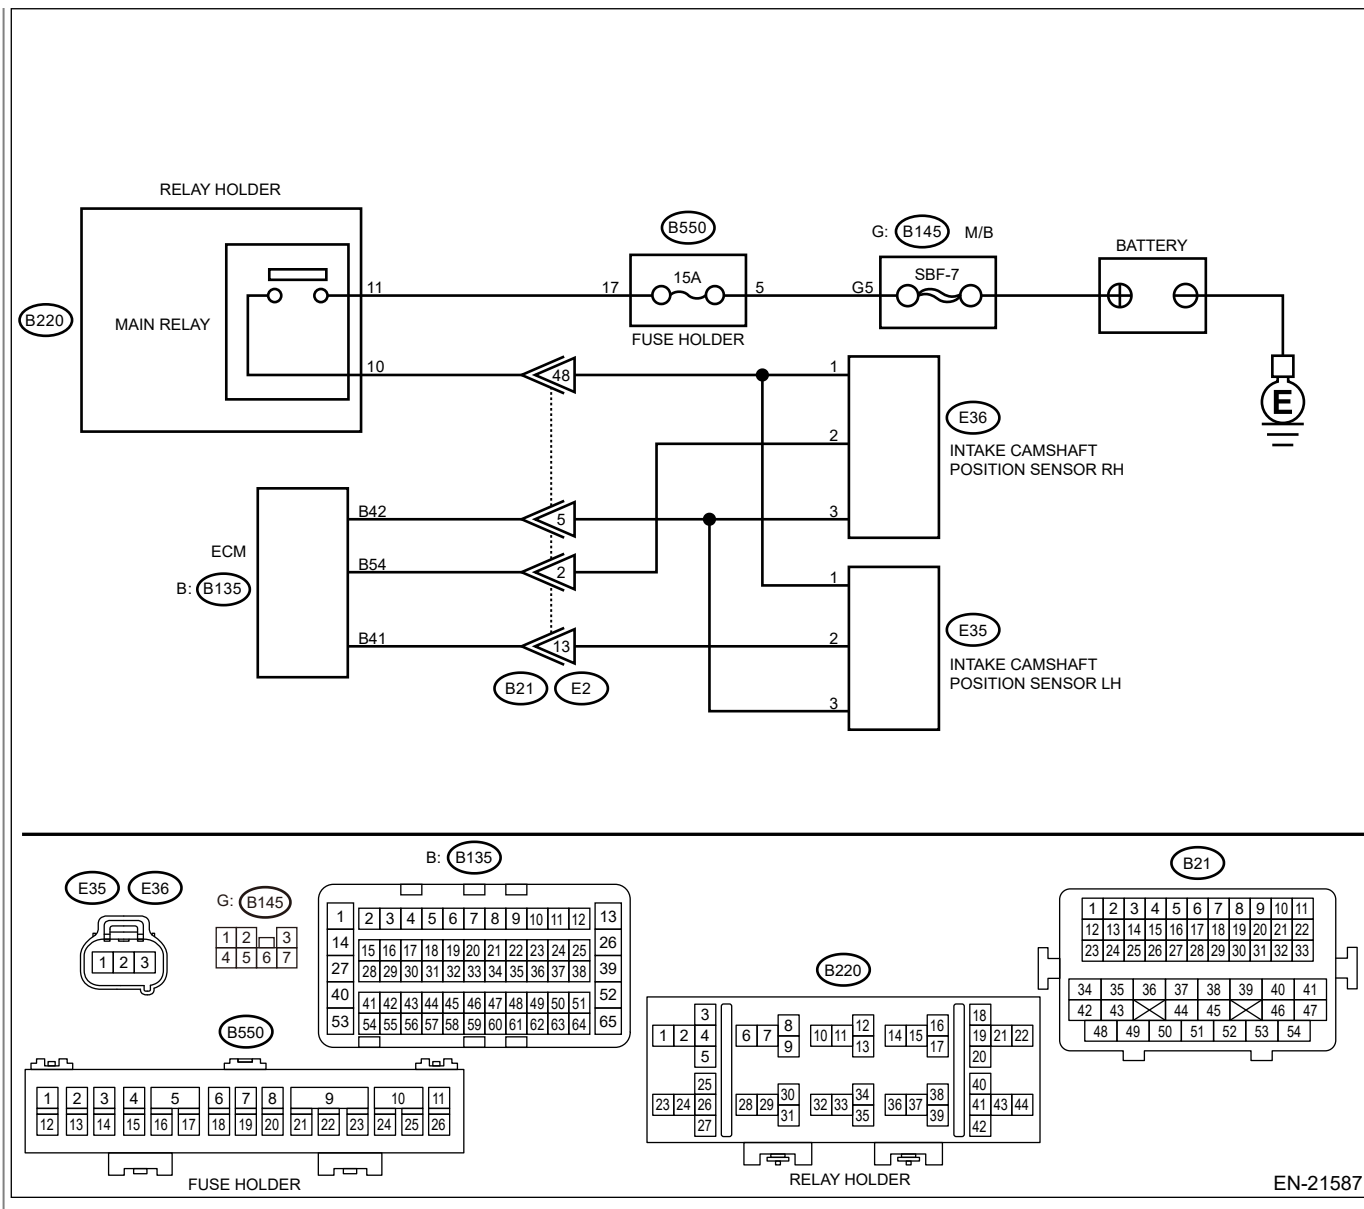 RELAY HOLDER
B550
G: B145 M/B
BATTERY
15A
SBF-7
11 17 5 G5
MAIN RELAY
B220
FUSE HOLDER
10 48 1
E
E36
2
INTAKE CAMSHAFT
POSITION SENSOR RH
B42 5 3
ECM
B54 2
B: B135
1
B41 13 2
E35
INTAKE CAMSHAFT
POSITION SENSOR LH
B21 E2
3
B: B135
B21
E35 E36
G: B145
1 2 3
4 5 6 7
1 2 3
1 2 3 4 5 6 7 8 9 10 11 12 13
14 15 16 17 18 19 20 21 22 23 24 25 26
27 28 29 30 31 32 33 34 35 36 37 38 39
40 41 42 43 44 45 46 47 48 49 50 51 52
53 54 55 56 57 58 59 60 61 62 63 64 65
1 2 3 4 5 6 7 8 9 10 11
12 13 14 15 16 17 18 19 20 21 22
23 24 25 26 27 28 29 30 31 32 33
34 35 36 37 38 39 40 41
42 43 44 45 46 47
48 49 50 51 52 53 54
B550
1 2 3 4 5 6 7 8 9 10 11
12 13 14 15 16 17 18 19 20 21 22 23 24 25 26
FUSE HOLDER
B220
3 8 12 16 18
1 2 4 6 7 10 11 14 15 19 21 22
5 9 13 17 20
25 30 34 38 40
23 24 26 28 29 32 33 36 37 41 43 44
27 31 35 39 42
RELAY HOLDER
EN-21587